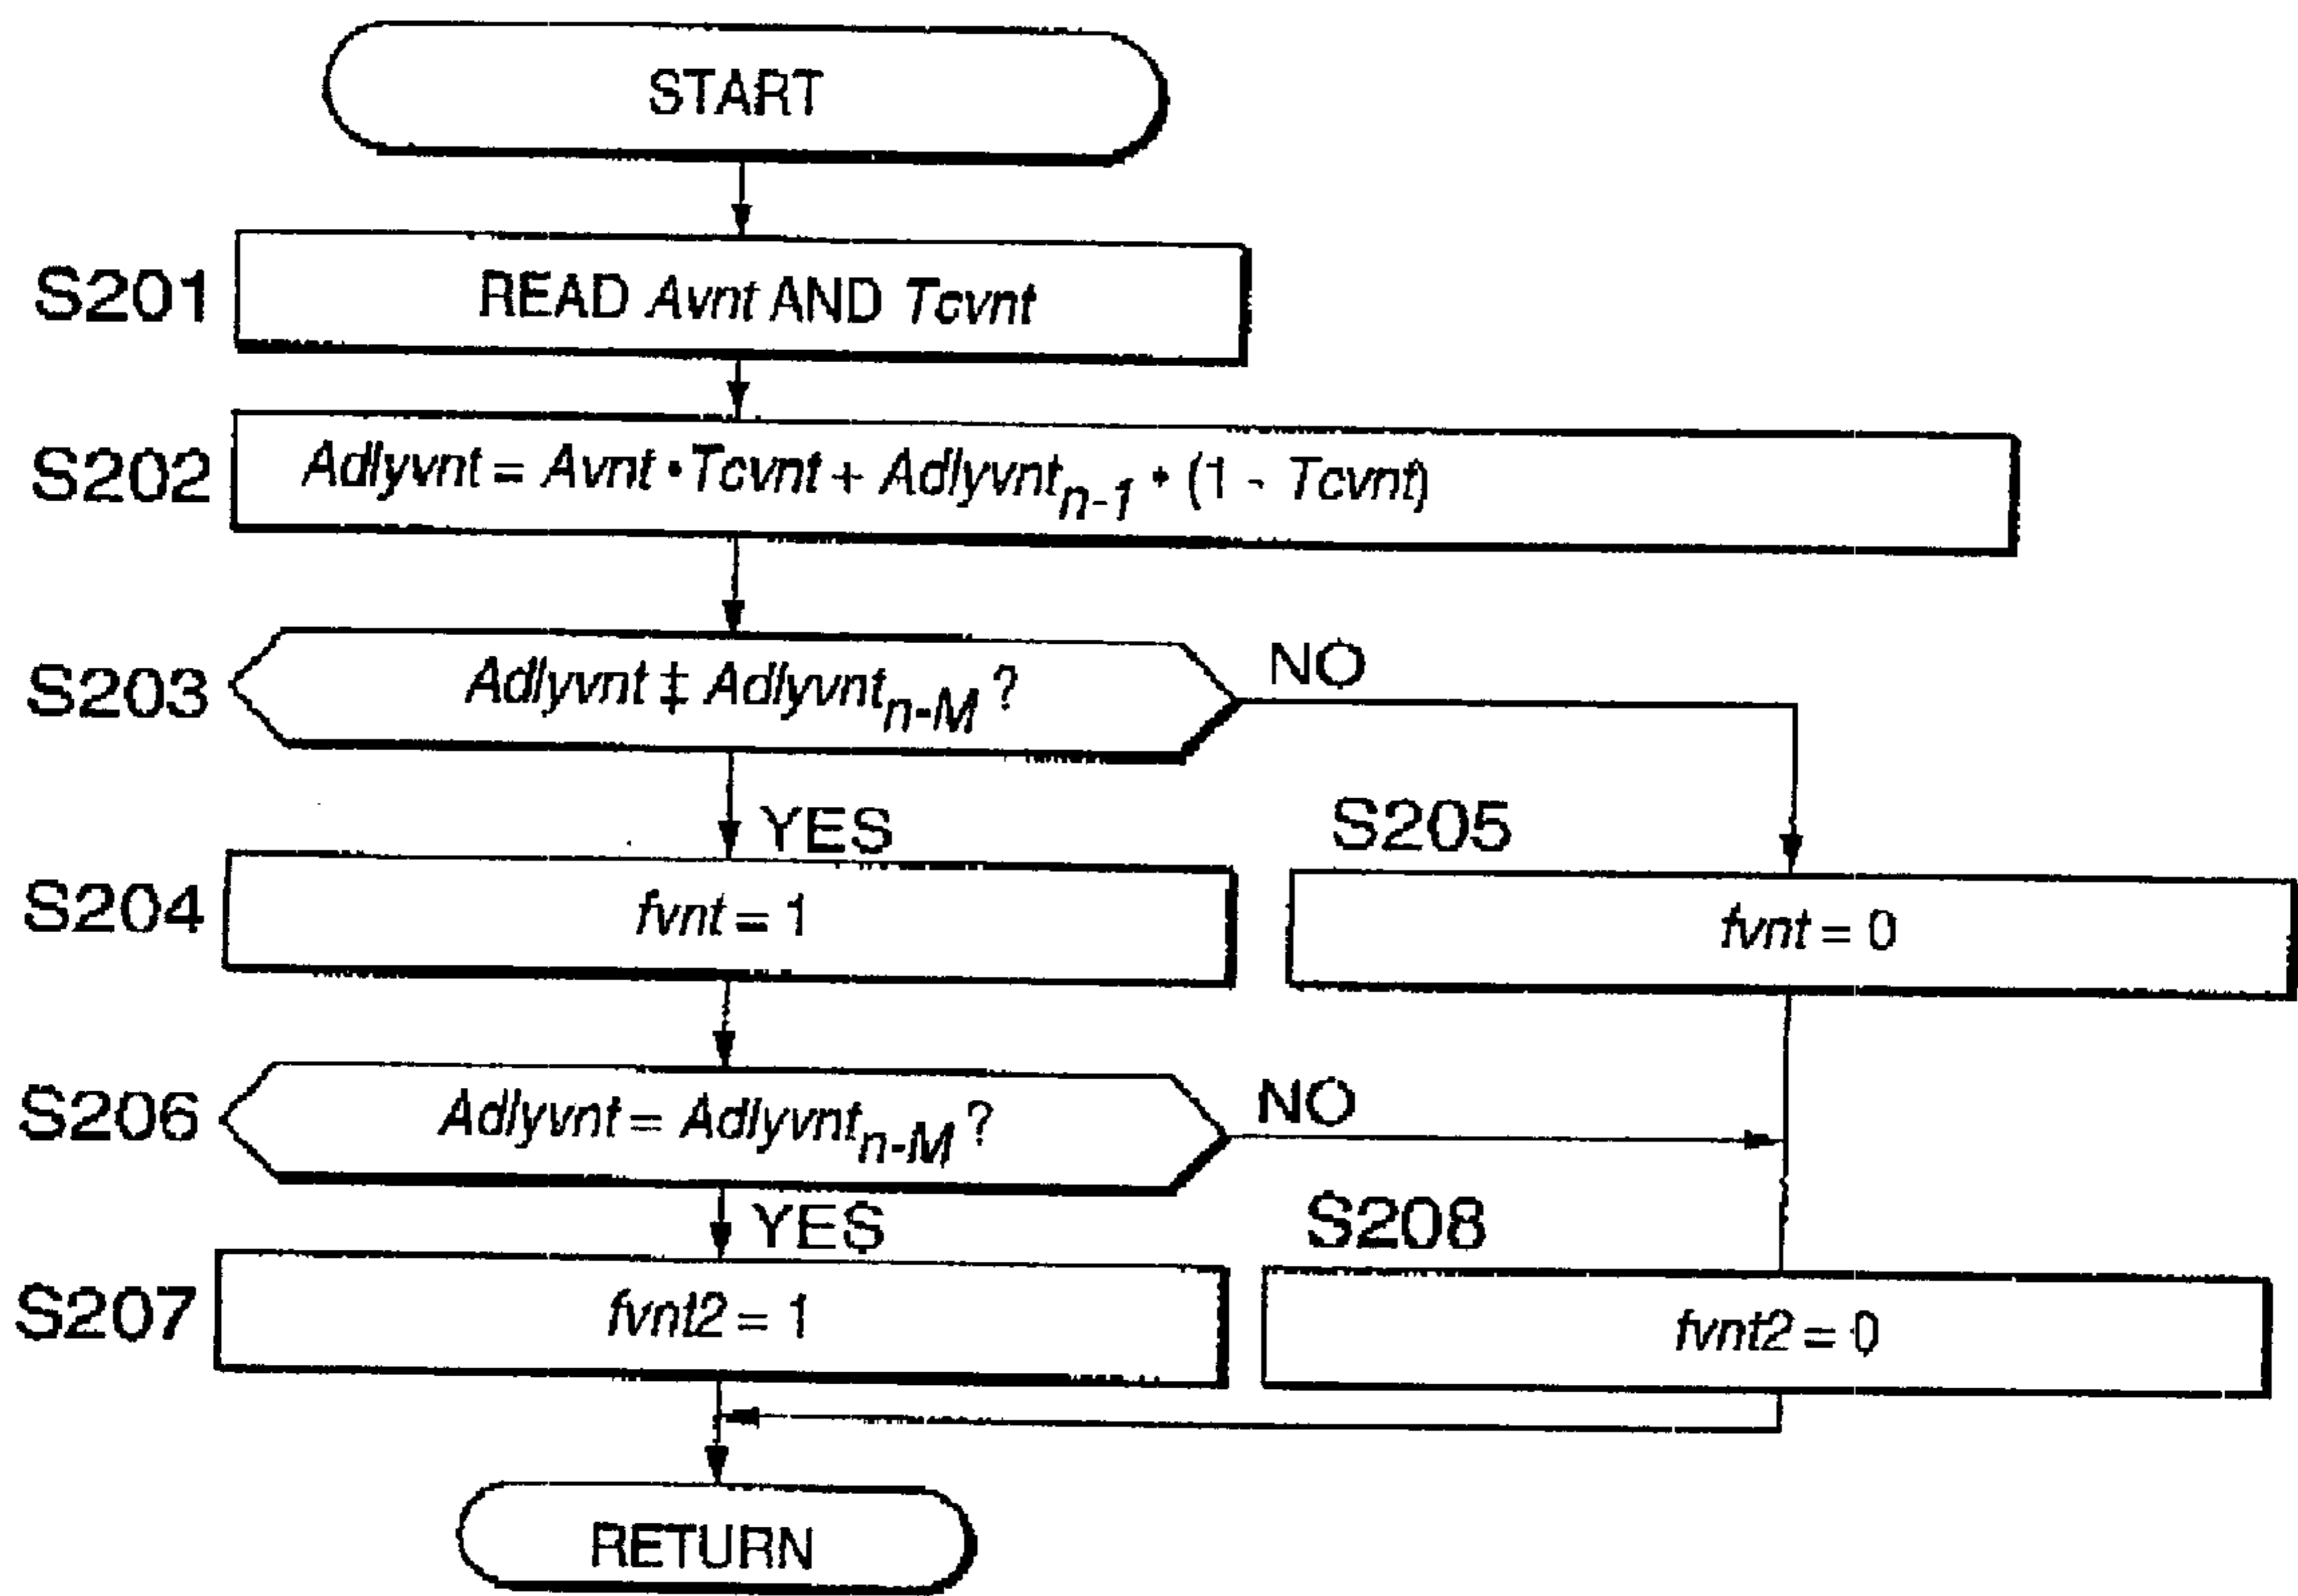 START
S201
READ Avnt AND Tcvnt
S202
Adlyvnt = Avnt • Tcvnt + Adlyvntn-1 • (1 - Tcvnt)
S203
Adlyvnt ‡ Adlyvntn-M ?
NO
YES
S205
S204
fvnt = 1
fvnt = 0
S206
Adlyvnt = Adlyvntn-M ?
NO
YES
S208
S207
fvnt2 = 1
fvnt2 = 0
RETURN